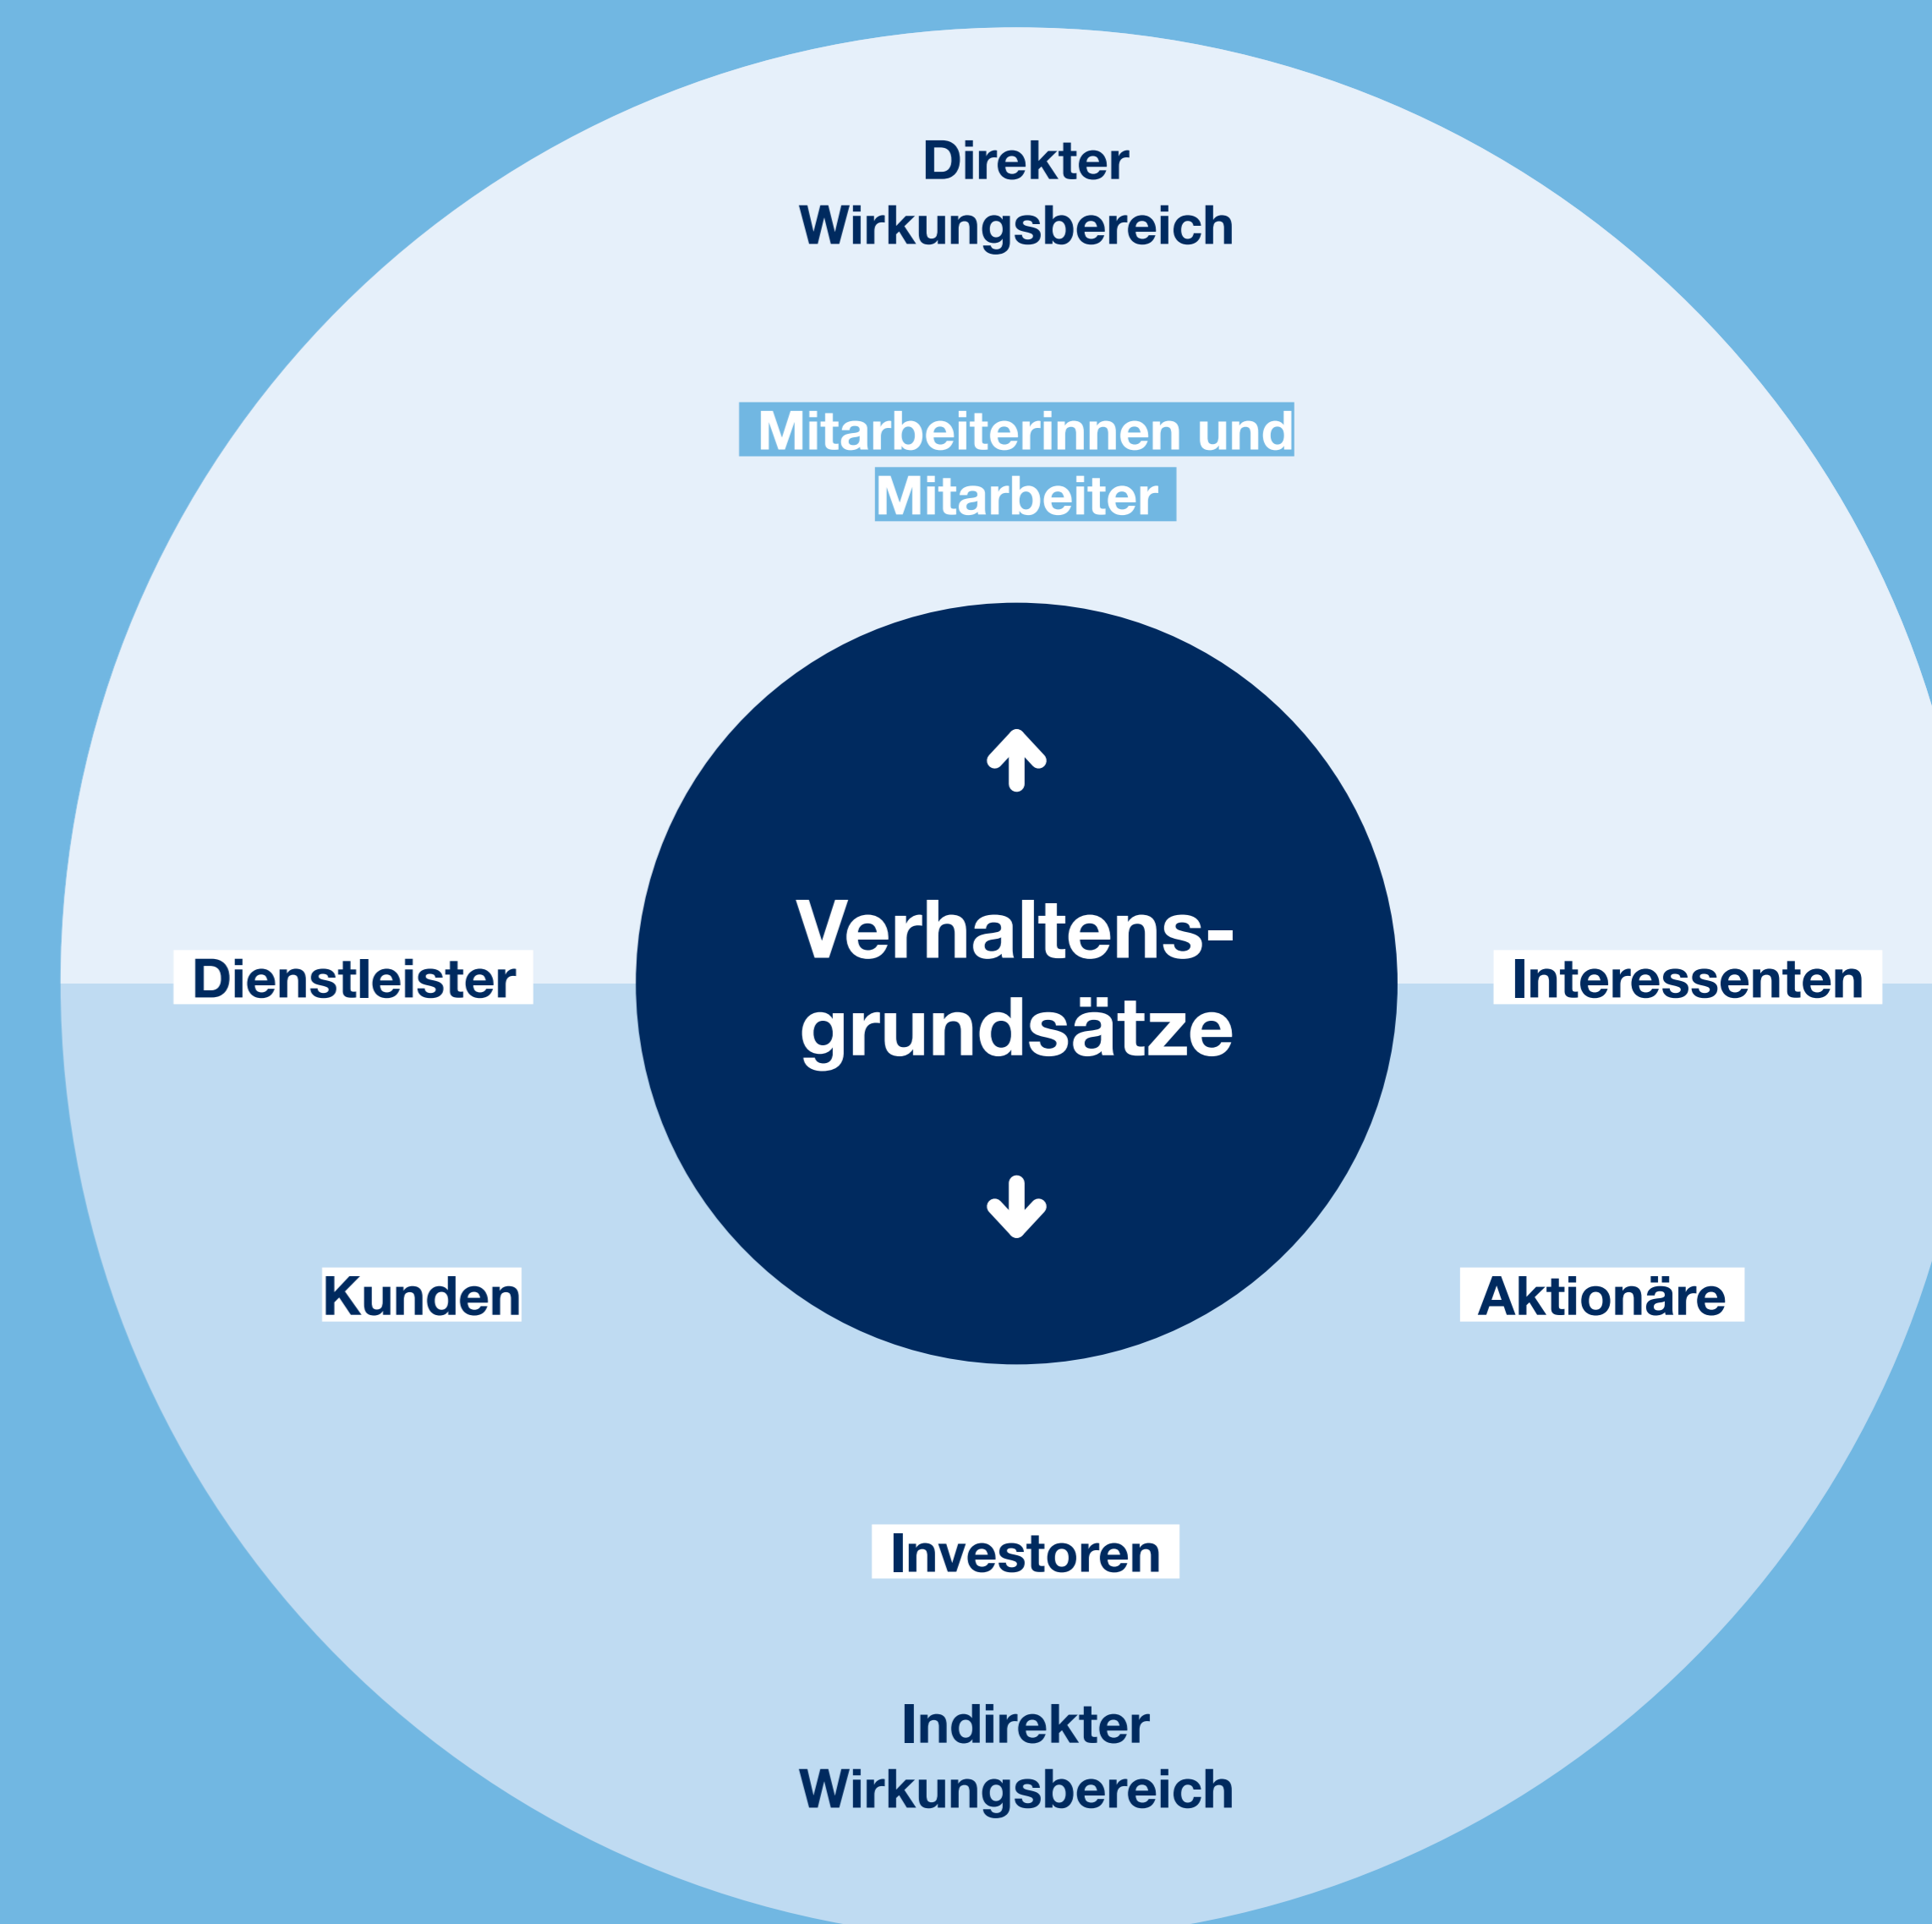 Direkter
Wirkungsbereich
Mitarbeiterinnen und
Mitarbeiter
Verhaltens-
grundsätze
Dienstleister
Interessenten
Kunden
Aktionäre
Investoren
Indirekter
Wirkungsbereich